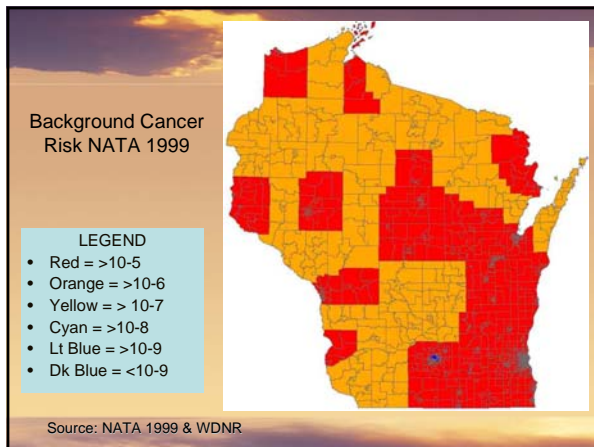 Background Cancer
Risk NATA 1999
LEGEND
• Red = >10-5
• Orange = >10-6
• Yellow = > 10-7
• Cyan = >10-8
• Lt Blue = >10-9
• Dk Blue = <10-9
Source: NATA 1999 & WDNR